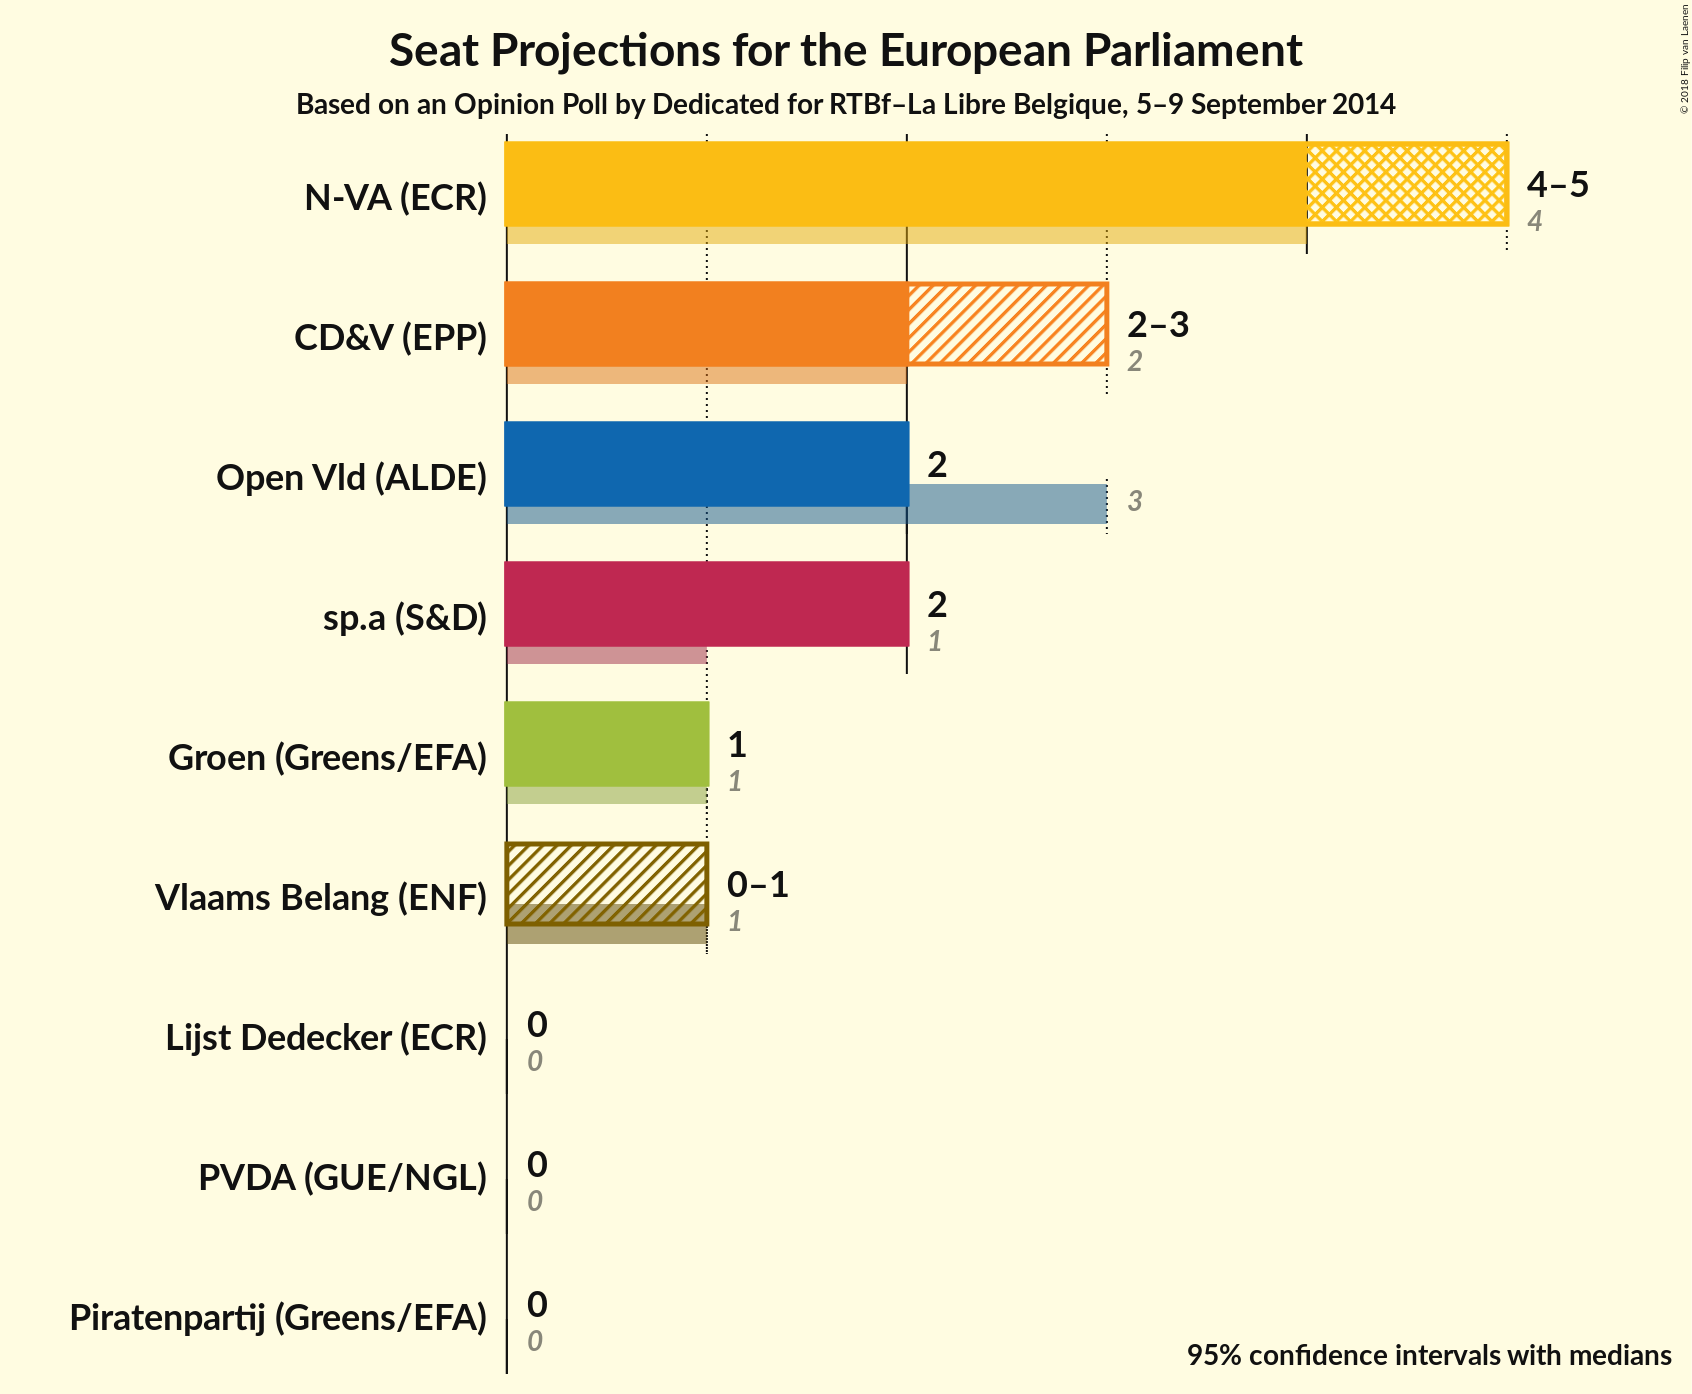 Seat Projections for the European Parliament
Based on an Opinion Poll by Dedicated for RTBf–La Libre Belgique, 5–9 September 2014
© 2018 Filip van Laenen
N-VA (ECR)
4–5
4
CD&V (EPP)
2–3
2
Open Vld (ALDE)
2
3
sp.a (S&D)
2
1
Groen (Greens/EFA)
1
1
Vlaams Belang (ENF)
0–1
1
Lijst Dedecker (ECR)
0
0
PVDA (GUE/NGL)
0
0
Piratenpartij (Greens/EFA)
0
0
95% confidence intervals with medians